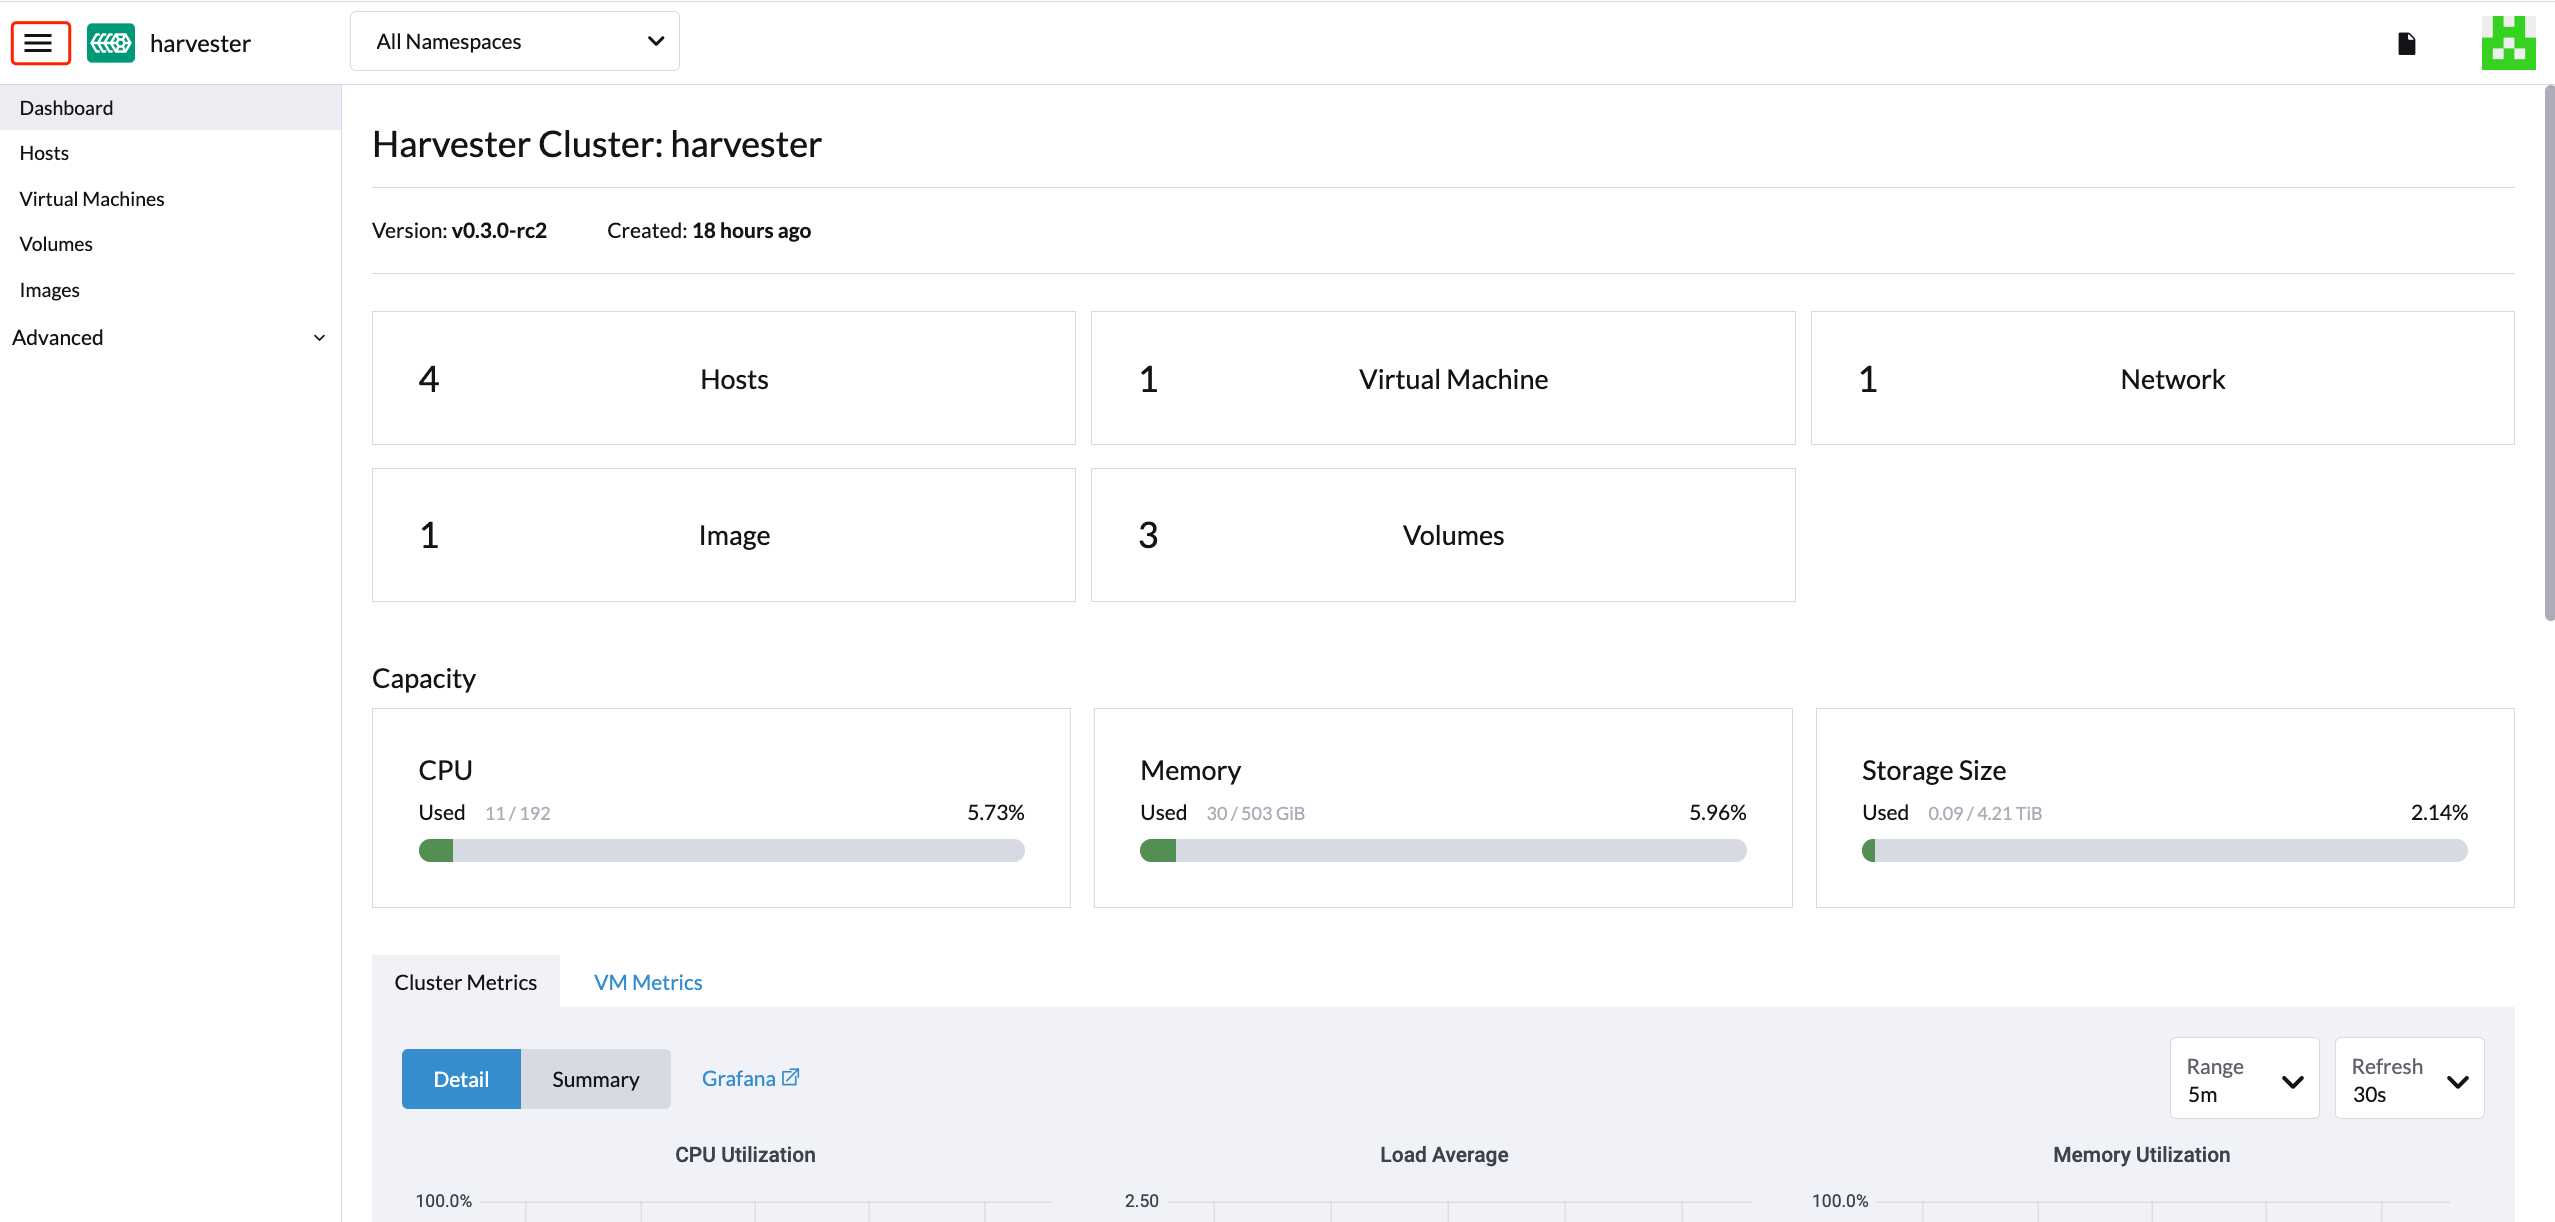 harvester
All Namespaces
Dashboard
Hosts
Virtual Machines
Volumes
Images
Advanced
Harvester Cluster: harvester
Version: v0.3.0-rc2 Created: 18 hours ago
4 Hosts
1 Virtual Machine
1 Network
1 Image
3 Volumes
Capacity
CPU
Used 11 / 192 5.73%
Memory
Used 30 / 503 GiB 5.96%
Storage Size
Used 0.09 / 4.21 TiB 2.14%
Cluster Metrics VM Metrics
Detail Summary Grafana
Range
5m
Refresh
30s
CPU Utilization
100.0%
Load Average
2.50
Memory Utilization
100.0%